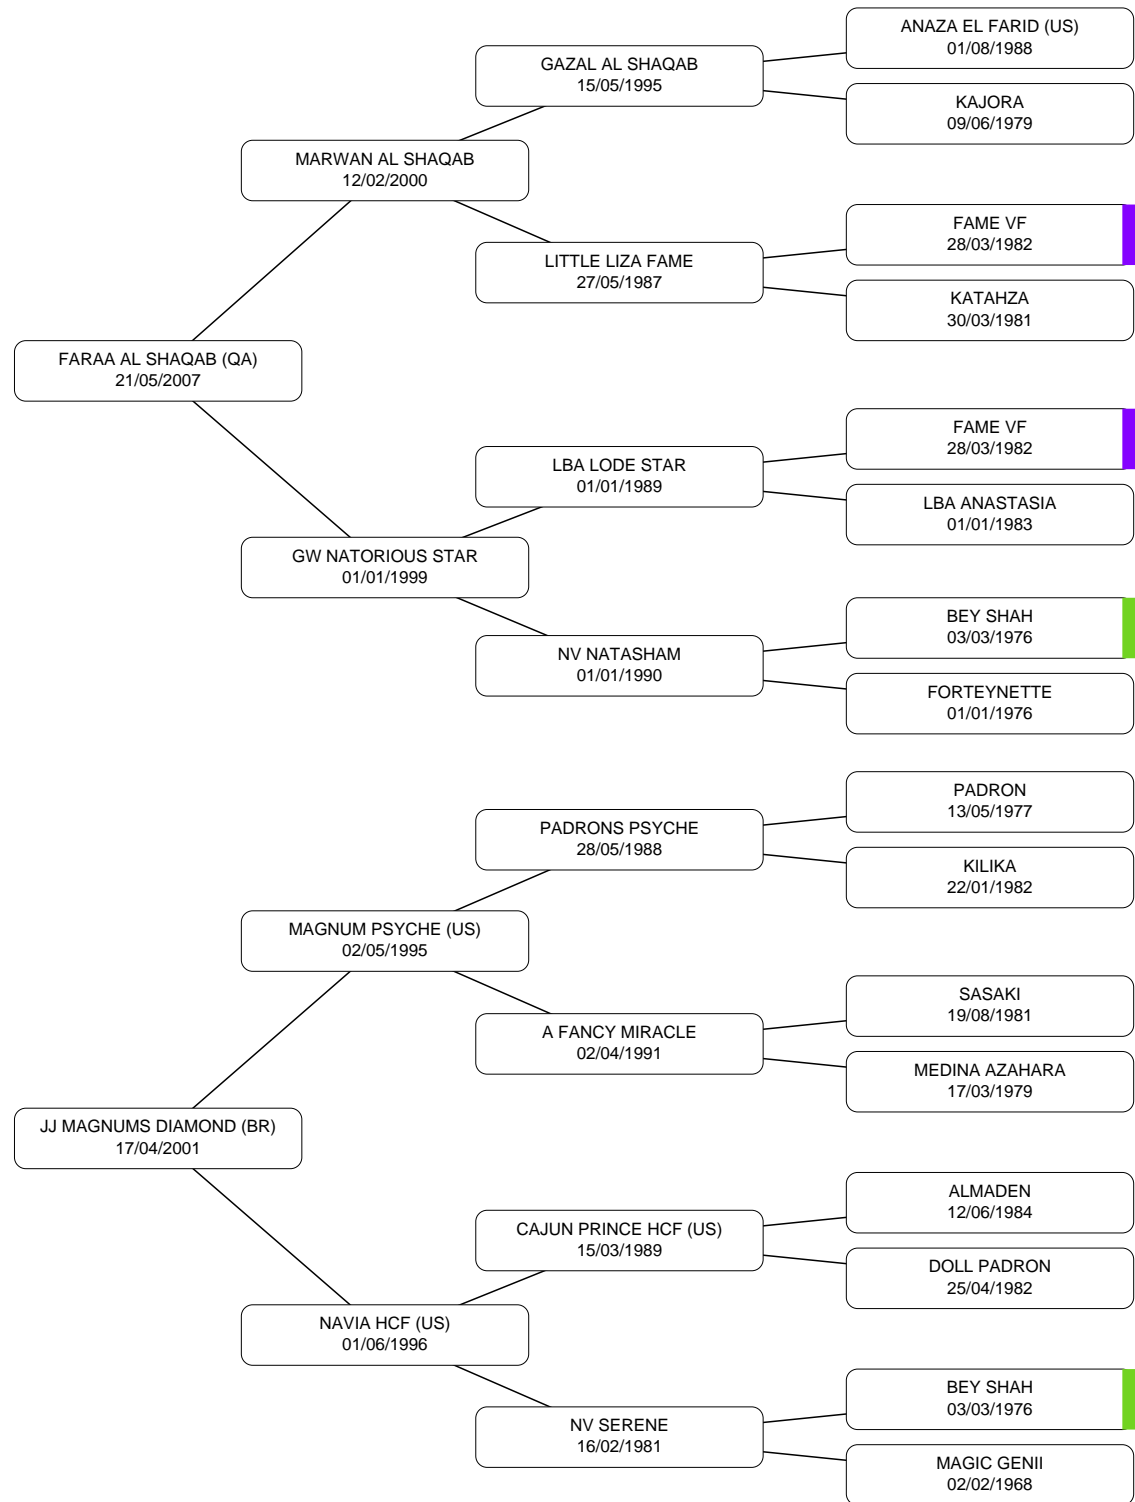 ANAZA EL FARID (US)
01/08/1988
GAZAL AL SHAQAB
15/05/1995
KAJORA
09/06/1979
MARWAN AL SHAQAB
12/02/2000
FAME VF
28/03/1982
LITTLE LIZA FAME
27/05/1987
KATAHZA
30/03/1981
FARAA AL SHAQAB (QA)
21/05/2007
FAME VF
28/03/1982
LBA LODE STAR
01/01/1989
LBA ANASTASIA
01/01/1983
GW NATORIOUS STAR
01/01/1999
BEY SHAH
03/03/1976
NV NATASHAM
01/01/1990
FORTEYNETTE
01/01/1976
PADRON
13/05/1977
PADRONS PSYCHE
28/05/1988
KILIKA
22/01/1982
MAGNUM PSYCHE (US)
02/05/1995
SASAKI
19/08/1981
A FANCY MIRACLE
02/04/1991
MEDINA AZAHARA
17/03/1979
JJ MAGNUMS DIAMOND (BR)
17/04/2001
ALMADEN
12/06/1984
CAJUN PRINCE HCF (US)
15/03/1989
DOLL PADRON
25/04/1982
NAVIA HCF (US)
01/06/1996
BEY SHAH
03/03/1976
NV SERENE
16/02/1981
MAGIC GENII
02/02/1968